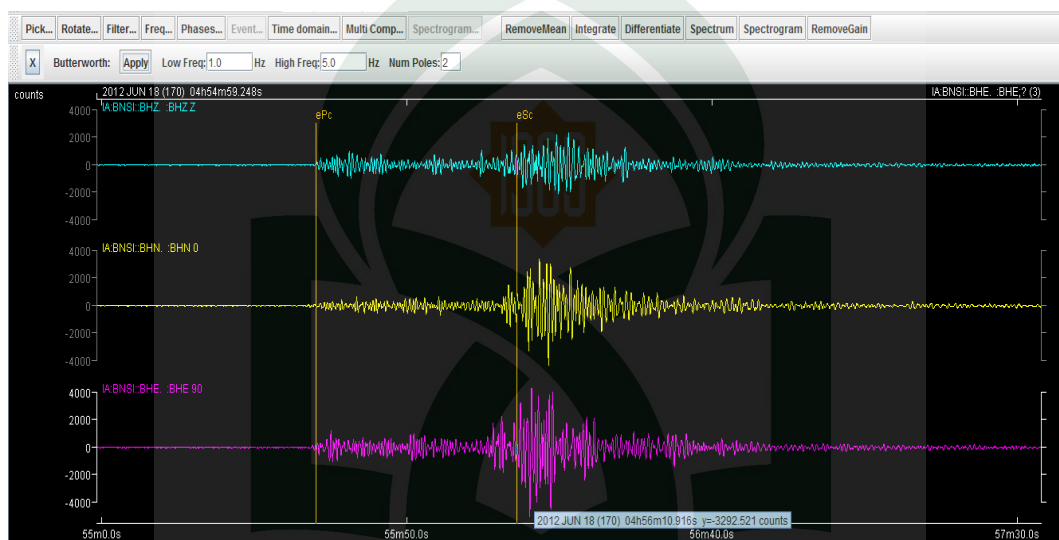 Pick... Rotate... Filter... Freq... Phases... Event... Time domain... Multi Comp... Spectrogram... RemoveMean Integrate Differentiate Spectrum Spectrogram RemoveGain
X Butterworth: Apply Low Freq: 1.0 Hz High Freq: 5.0 Hz Num Poles: 2
counts 2012 JUN 18 (170) 04h54m59.248s IA:BNSI::BHE. :BHE;? (3)
IA:BNSI::BHZ. :BHZ Z
4000
ePc eSc
2000
0
-2000
-4000
IA:BNSI::BHN. :BHN 0
4000
2000
0
-2000
-4000
IA:BNSI::BHE. :BHE 90
4000
2000
0
-2000
-4000
2012 JUN 18 (170) 04h56m10.916s y=-3292.521 counts
55m0.0s 55m50.0s 56m40.0s 57m30.0s